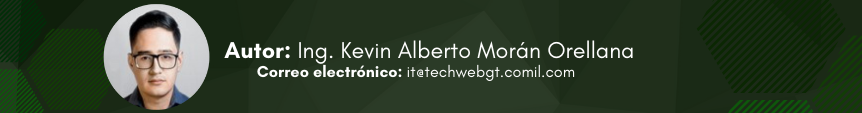 Autor: Ing. Kevin Alberto Morán Orellana
Correo electrónico: it@techwebgt.comil.com